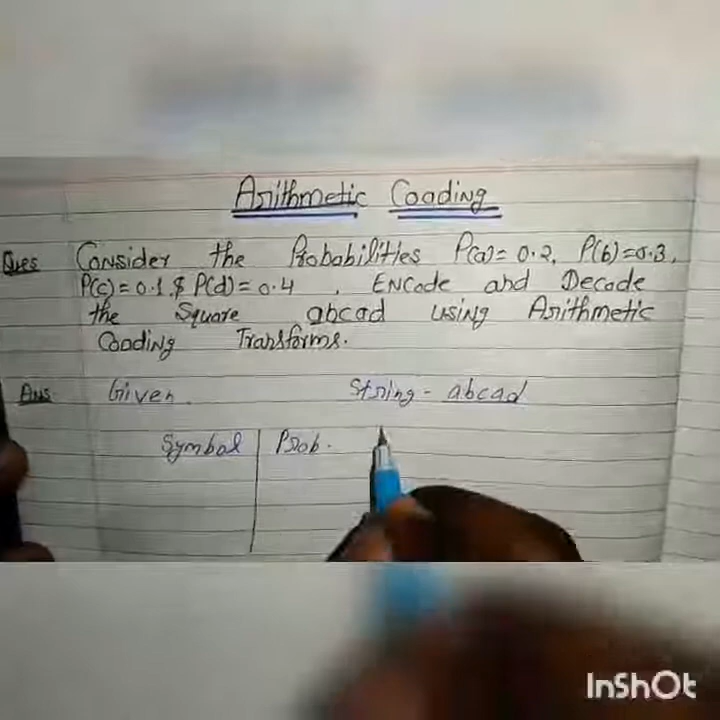 Arithmetic Coading
Ques Consider the Probabilities P(a)= 0.2, P(b)=0.3,
P(c)=0.1 & P(d)= 0.4 , Encode and Decode
the Square abcad using Arithmetic
Coading Transforms.
Ans Given String - abcad
Symbol Prob.
InShOt